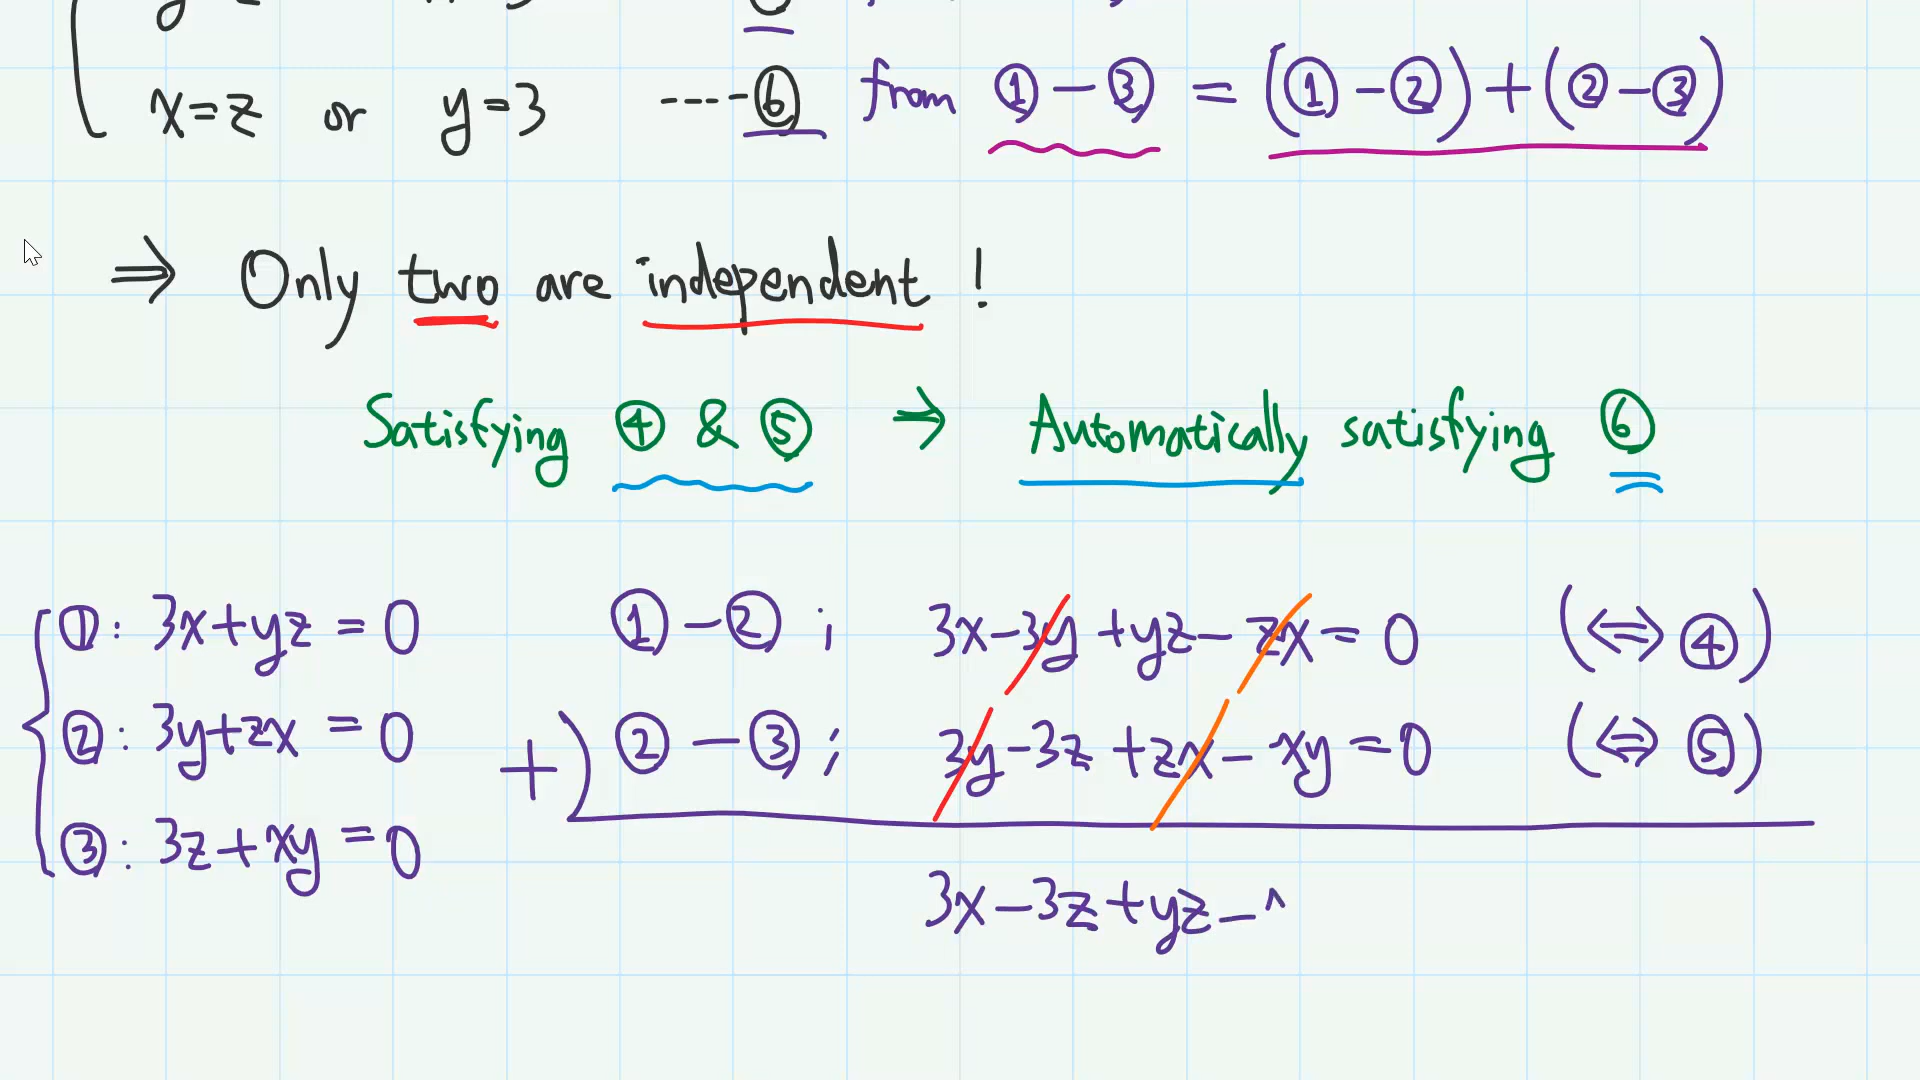 x=z or y=3 ----⑥ from ①-③ = (①-②)+(②-③)
⇒ Only two are independent !
Satisfying ④ & ⑤ ⇒ Automatically satisfying ⑥
①: 3x+yz = 0
②: 3y+zx = 0
③: 3z+xy = 0
①-② ; 3x-3y+yz-zx = 0 (⇔ ④)
+) ②-③ ; 3y-3z+zx-xy = 0 (⇔ ⑤)
3x-3z+yz-